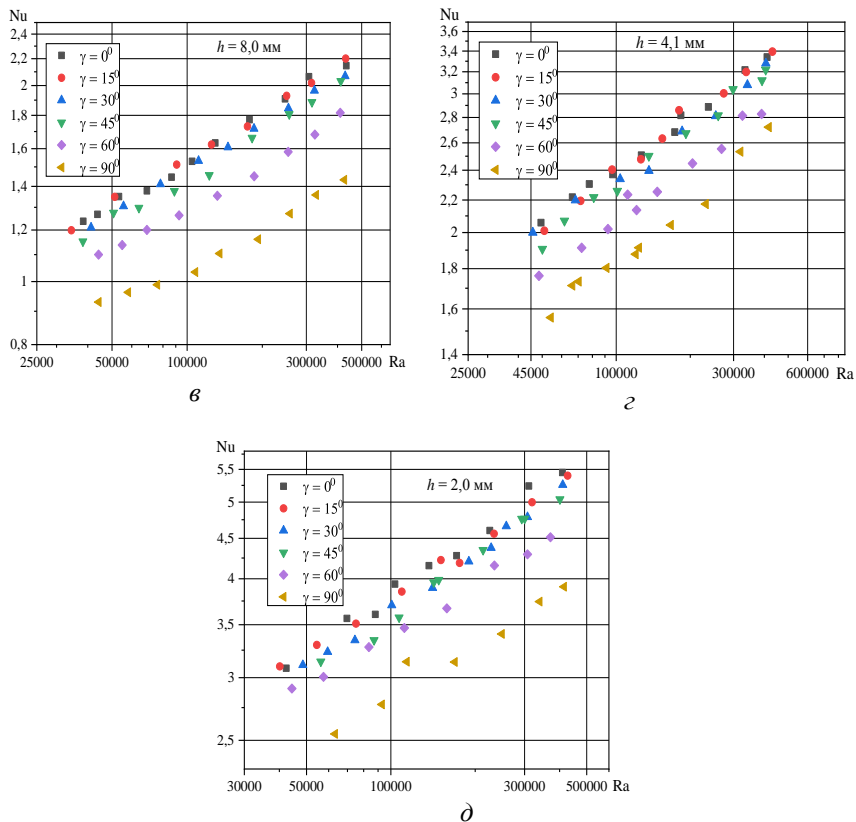 Nu
2,4
2,2
2
1,8
1,6
1,4
1,2
1
0,8
γ = 0⁰
γ = 15⁰
γ = 30⁰
γ = 45⁰
γ = 60⁰
γ = 90⁰
h = 8,0 мм
25000 50000 100000 300000 500000 Ra
в
Nu
3,6
3,4
3,2
3
2,8
2,6
2,4
2,2
2
1,8
1,6
1,4
γ = 0⁰
γ = 15⁰
γ = 30⁰
γ = 45⁰
γ = 60⁰
γ = 90⁰
h = 4,1 мм
25000 45000 100000 300000 600000 Ra
г
Nu
5,5
5
4,5
4
3,5
3
2,5
γ = 0⁰
γ = 15⁰
γ = 30⁰
γ = 45⁰
γ = 60⁰
γ = 90⁰
h = 2,0 мм
30000 50000 100000 300000 500000 Ra
д